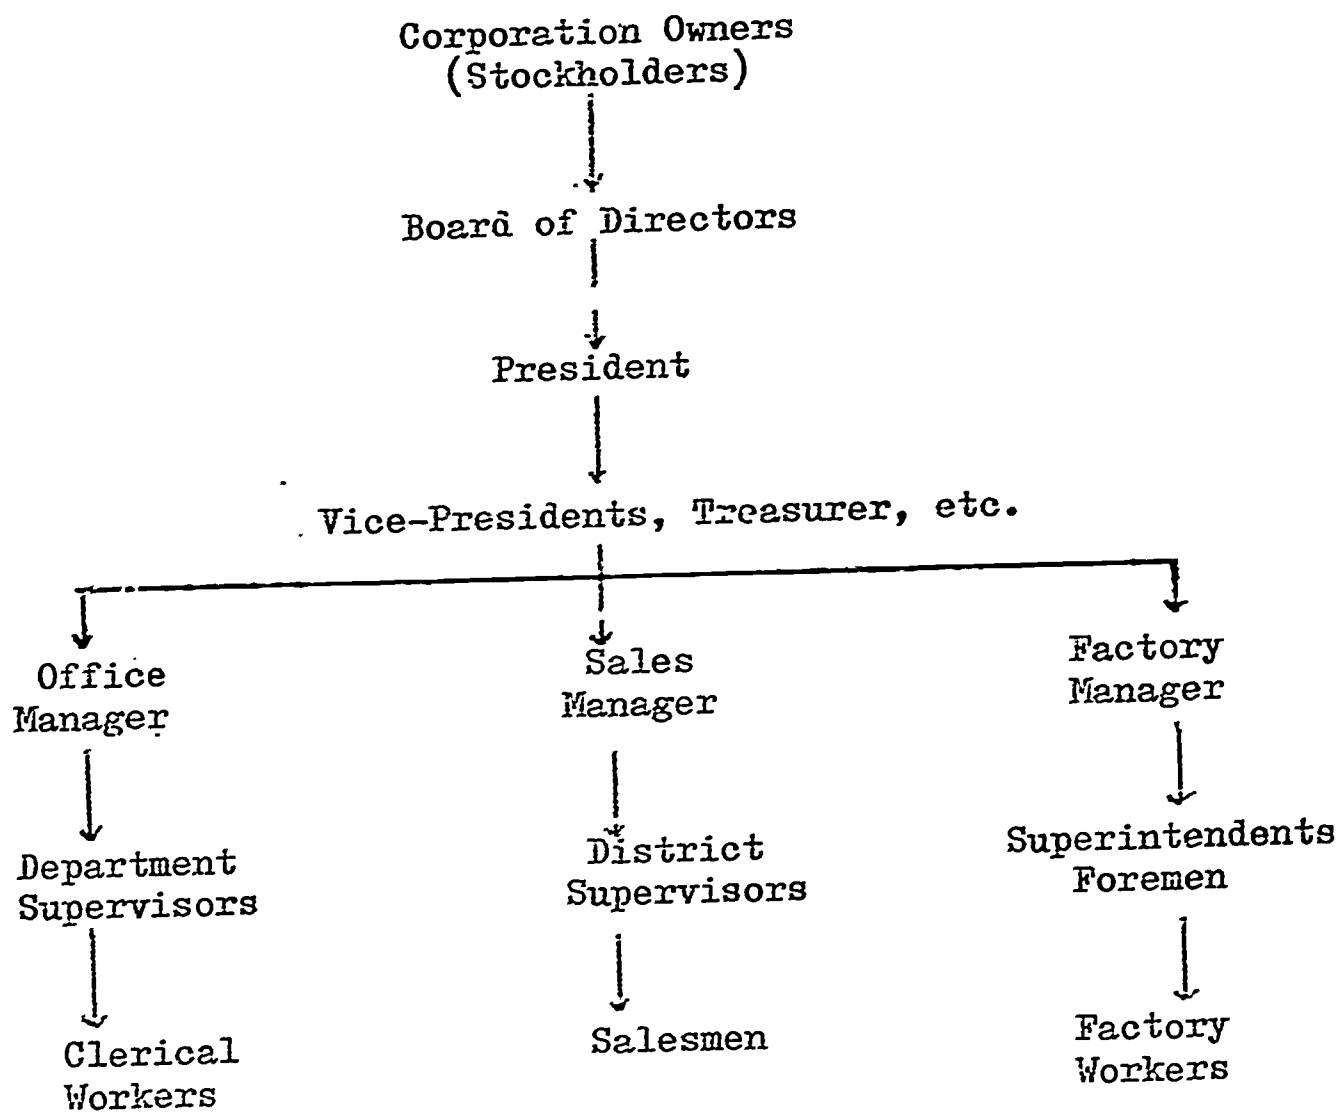 Corporation Owners
(Stockholders)
Board of Directors
President
Vice-Presidents, Treasurer, etc.
Office
Manager
Sales
Manager
Factory
Manager
Department
Supervisors
District
Supervisors
Superintendents
Foremen
Clerical
Workers
Salesmen
Factory
Workers